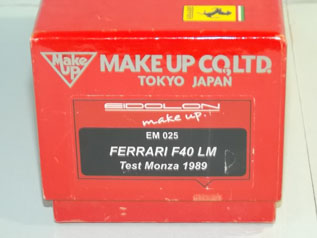 Make
UP
MAKE UP CO.,LTD.
TOKYO JAPAN
EIDOLON
make up.
EM 025
FERRARI F40 LM
Test Monza 1989